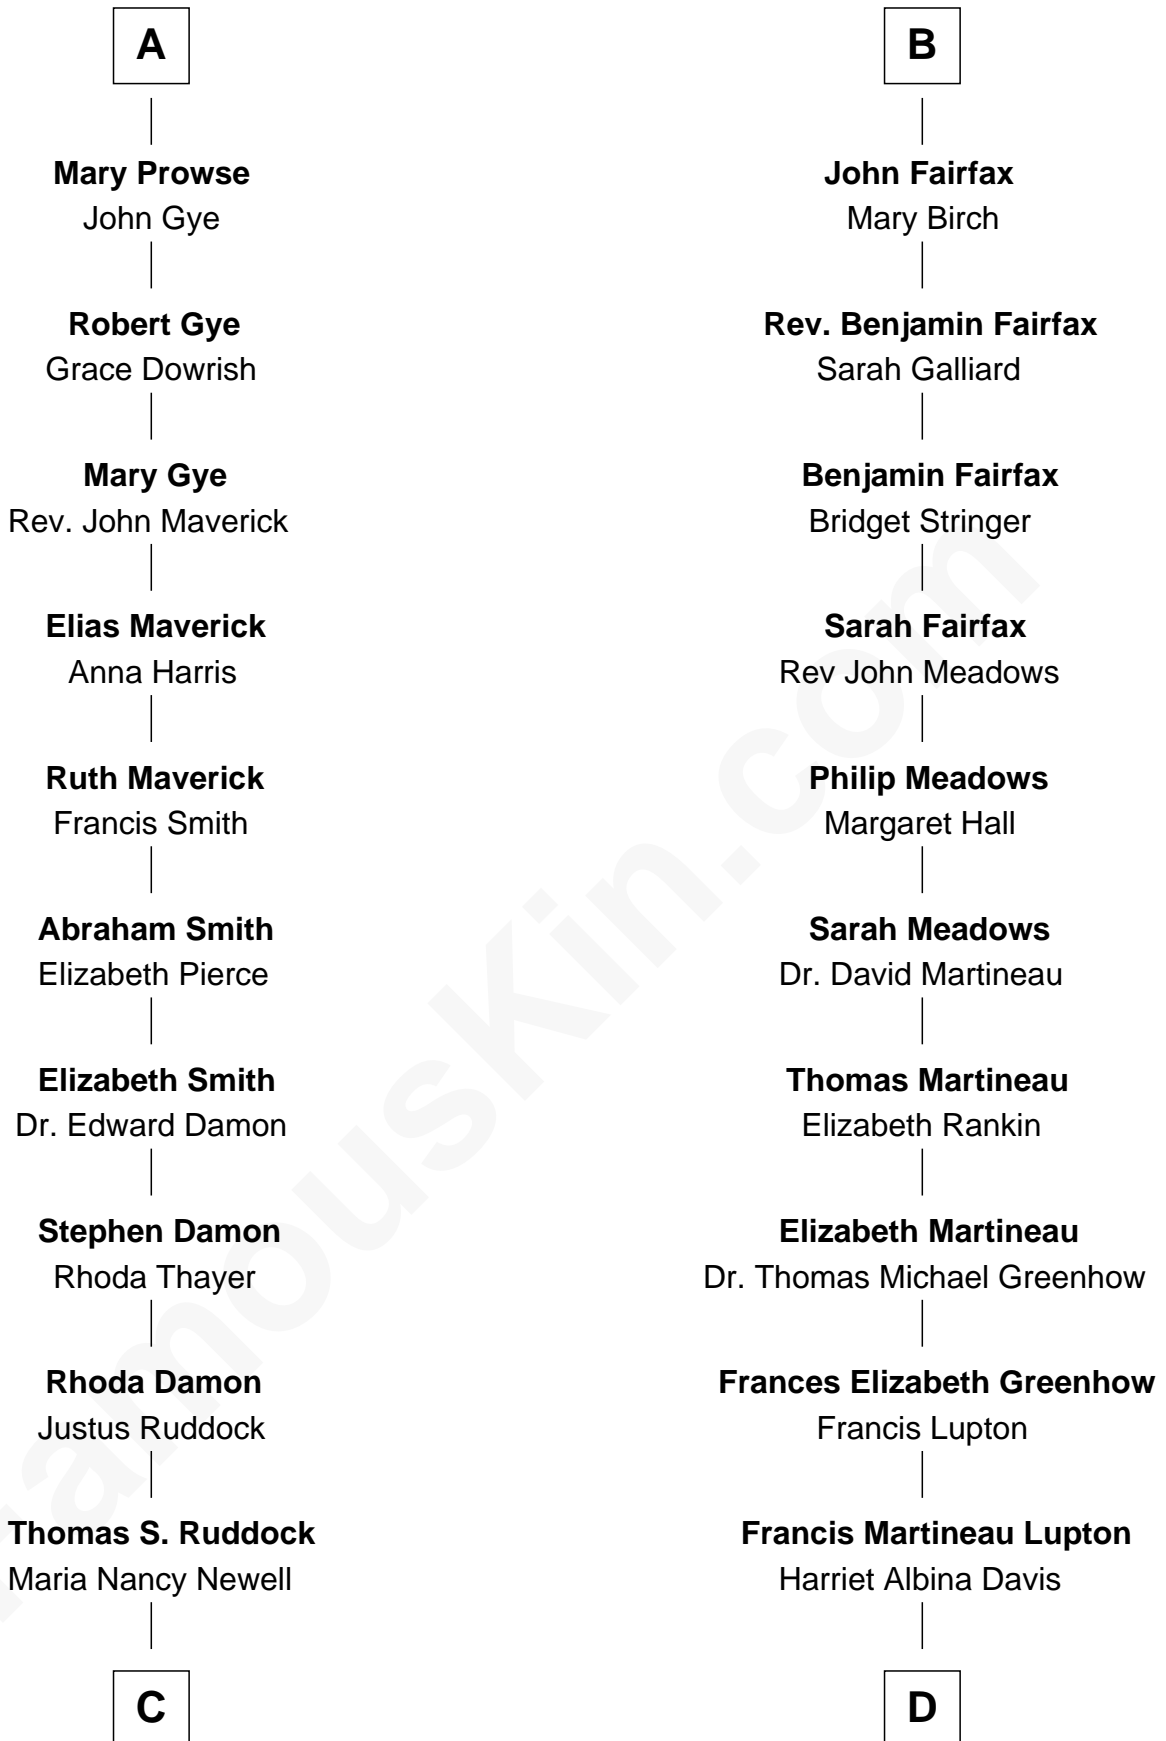 A
Mary Prowse
John Gye
Robert Gye
Grace Dowrish
Mary Gye
Rev. John Maverick
Elias Maverick
Anna Harris
Ruth Maverick
Francis Smith
Abraham Smith
Elizabeth Pierce
Elizabeth Smith
Dr. Edward Damon
Stephen Damon
Rhoda Thayer
Rhoda Damon
Justus Ruddock
Thomas S. Ruddock
Maria Nancy Newell
C
B
John Fairfax
Mary Birch
Rev. Benjamin Fairfax
Sarah Galliard
Benjamin Fairfax
Bridget Stringer
Sarah Fairfax
Rev John Meadows
Philip Meadows
Margaret Hall
Sarah Meadows
Dr. David Martineau
Thomas Martineau
Elizabeth Rankin
Elizabeth Martineau
Dr. Thomas Michael Greenhow
Frances Elizabeth Greenhow
Francis Lupton
Francis Martineau Lupton
Harriet Albina Davis
D
FamousKin.com